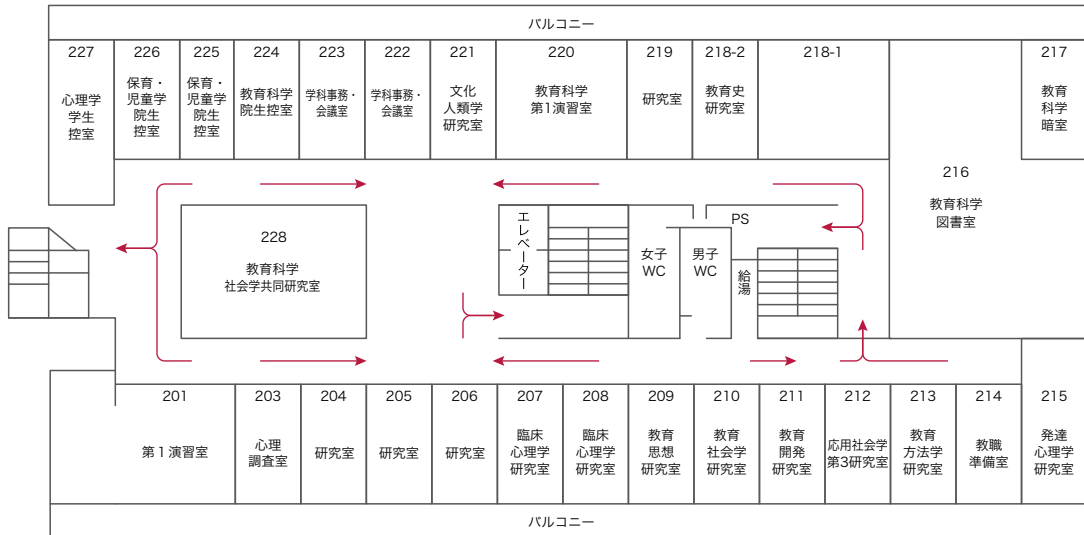 バルコニー
227
心理学
学生
控室
226
保育・
児童学
院生
控室
225
保育・
児童学
院生
控室
224
教育科学
院生控室
223
学科事務・
会議室
222
学科事務・
会議室
221
文化
人類学
研究室
220
教育科学
第1演習室
219
研究室
218-2
教育史
研究室
218-1
217
教育
科学
暗室
216
教育科学
図書室
228
教育科学
社会学共同研究室
エレベーター
女子
WC
男子
WC
PS
給湯
201
第1演習室
203
心理
調査室
204
研究室
205
研究室
206
研究室
207
臨床
心理学
研究室
208
臨床
心理学
研究室
209
教育
思想
研究室
210
教育
社会学
研究室
211
教育
開発
研究室
212
応用社会学
第3研究室
213
教育
方法学
研究室
214
教職
準備室
215
発達
心理学
研究室
バルコニー